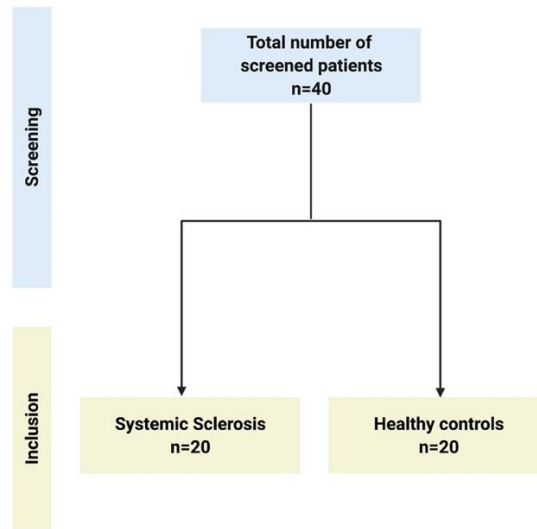 Screening
Total number of
screened patients
n=40
Inclusion
Systemic Sclerosis
n=20
Healthy controls
n=20